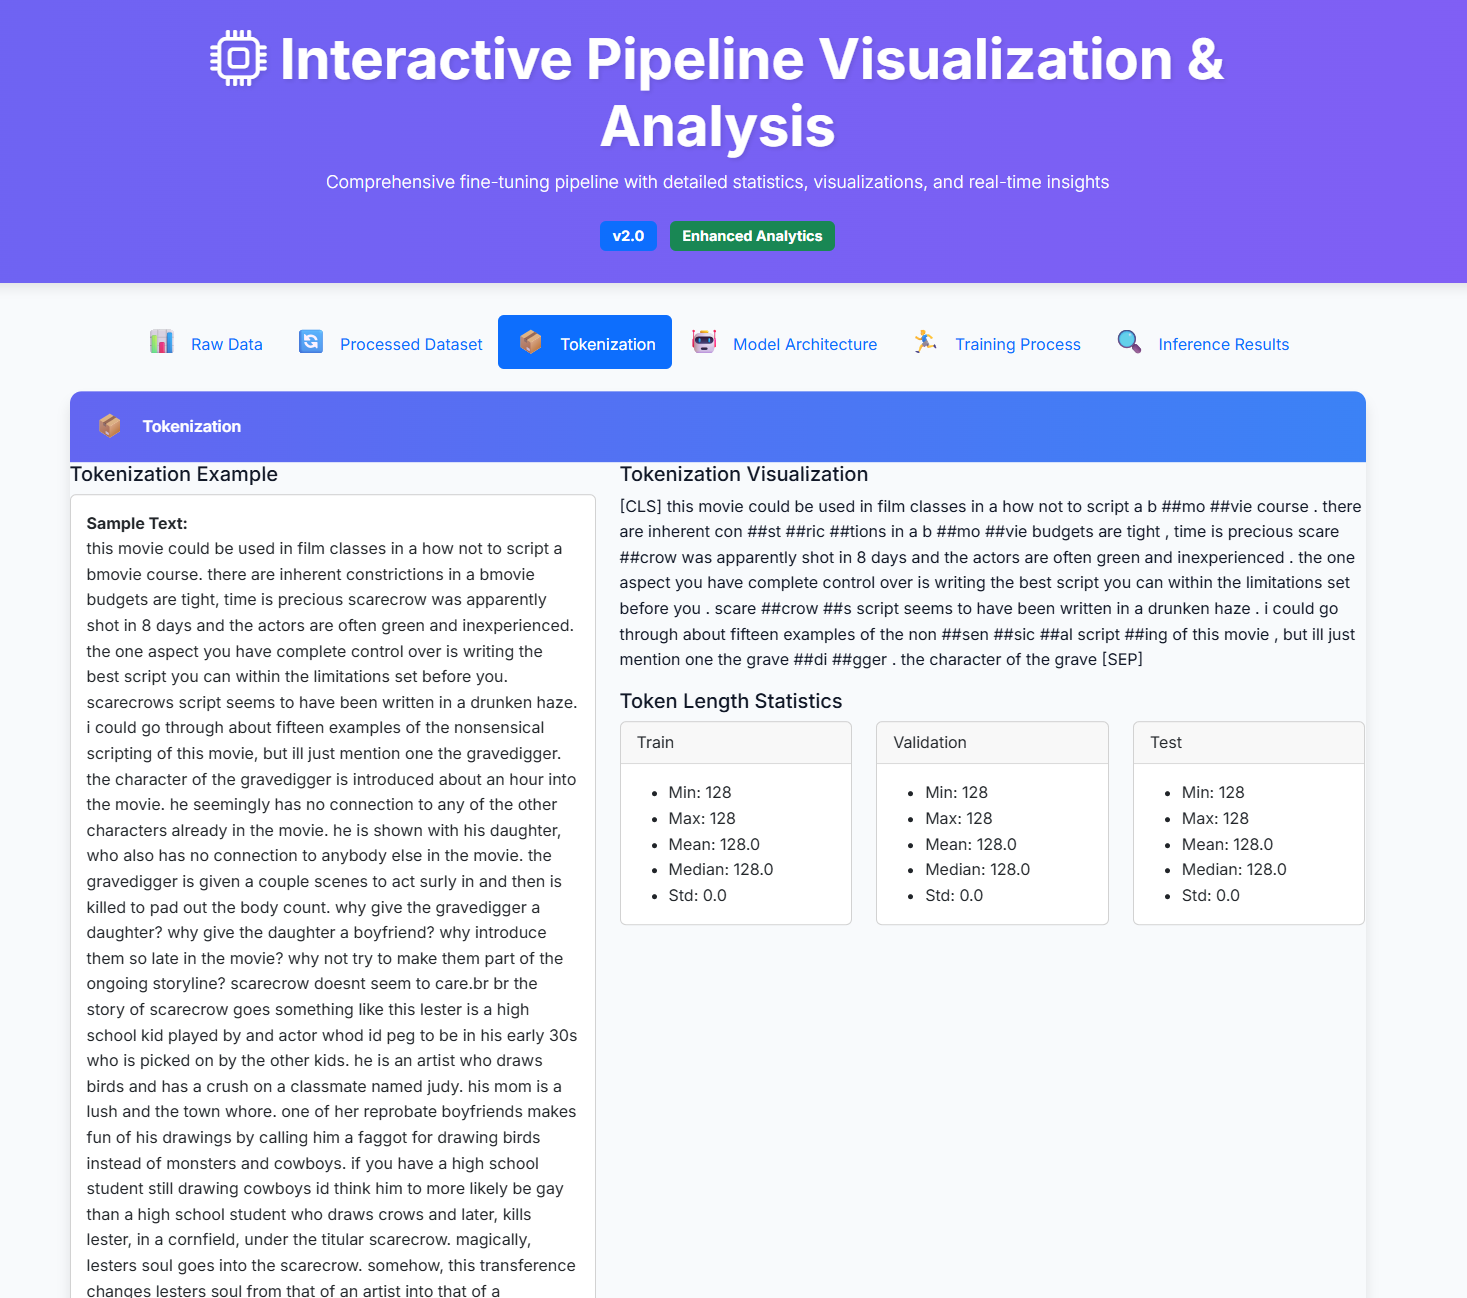 Interactive Pipeline Visualization &
Analysis
Comprehensive fine-tuning pipeline with detailed statistics, visualizations, and real-time insights
v2.0
Enhanced Analytics
Raw Data
Processed Dataset
Tokenization
Model Architecture
Training Process
Inference Results
Tokenization
Tokenization Example
Sample Text:
this movie could be used in film classes in a how not to script a
bmovie course. there are inherent constrictions in a bmovie
budgets are tight, time is precious scarecrow was apparently
shot in 8 days and the actors are often green and inexperienced.
the one aspect you have complete control over is writing the
best script you can within the limitations set before you.
scarecrows script seems to have been written in a drunken haze.
i could go through about fifteen examples of the nonsensical
scripting of this movie, but ill just mention one the gravedigger.
the character of the gravedigger is introduced about an hour into
the movie. he seemingly has no connection to any of the other
characters already in the movie. he is shown with his daughter,
who also has no connection to anybody else in the movie. the
gravedigger is given a couple scenes to act surly in and then is
killed to pad out the body count. why give the gravedigger a
daughter? why give the daughter a boyfriend? why introduce
them so late in the movie? why not try to make them part of the
ongoing storyline? scarecrow doesnt seem to care.br br the
story of scarecrow goes something like this lester is a high
school kid played by and actor whod id peg to be in his early 30s
who is picked on by the other kids. he is an artist who draws
birds and has a crush on a classmate named judy. his mom is a
lush and the town whore. one of her reprobate boyfriends makes
fun of his drawings by calling him a faggot for drawing birds
instead of monsters and cowboys. if you have a high school
student still drawing cowboys id think him to more likely be gay
than a high school student who draws crows and later, kills
lester, in a cornfield, under the titular scarecrow. magically,
lesters soul goes into the scarecrow. somehow, this transference
changes lesters soul from that of an artist into that of a
Tokenization Visualization
[CLS] this movie could be used in film classes in a how not to script a b ##mo ##vie course . there
are inherent con ##st ##ric ##tions in a b ##mo ##vie budgets are tight , time is precious scare
##crow was apparently shot in 8 days and the actors are often green and inexperienced . the one
aspect you have complete control over is writing the best script you can within the limitations set
before you . scare ##crow ##s script seems to have been written in a drunken haze . i could go
through about fifteen examples of the non ##sen ##sic ##al script ##ing of this movie , but ill just
mention one the grave ##di ##gger . the character of the grave [SEP]
Token Length Statistics
Train
Min: 128
Max: 128
Mean: 128.0
Median: 128.0
Std: 0.0
Validation
Min: 128
Max: 128
Mean: 128.0
Median: 128.0
Std: 0.0
Test
Min: 128
Max: 128
Mean: 128.0
Median: 128.0
Std: 0.0